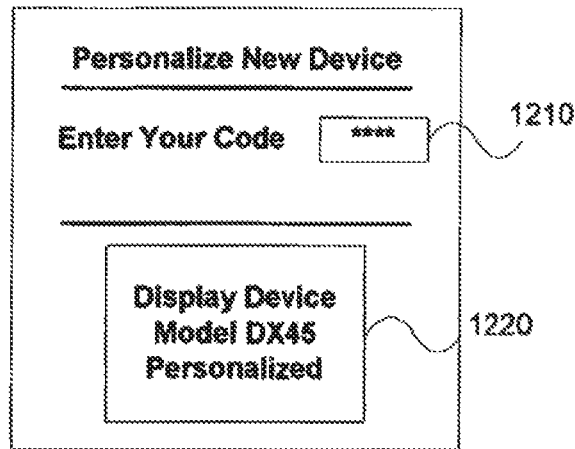 Personalize New Device
Enter Your Code ****
1210
Display Device
Model DX45
Personalized
1220